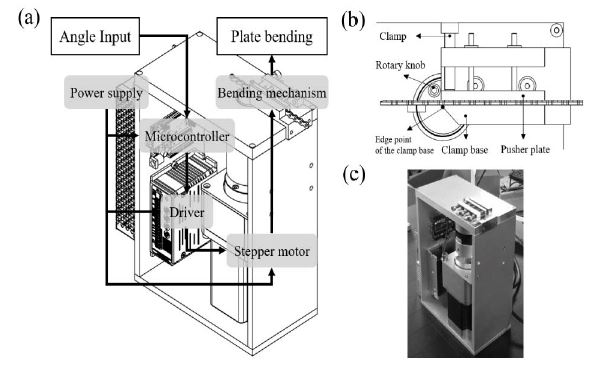 (a)
Angle Input
Plate bending
Power supply
Bending mechanism
Microcontroller
Driver
Stepper motor
(b)
Clamp
Rotary knob
Edge point
of the clamp base
Clamp base
Pusher plate
(c)